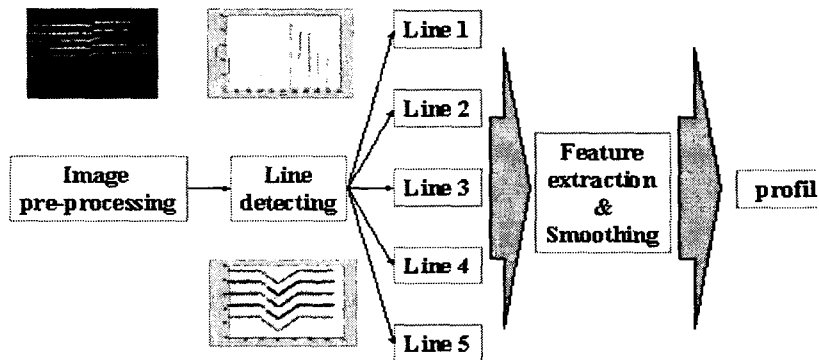 Line 1
Line 2
Image
pre-processing
Line
detecting
Line 3
Feature
extraction
&
Smoothing
profil
Line 4
Line 5